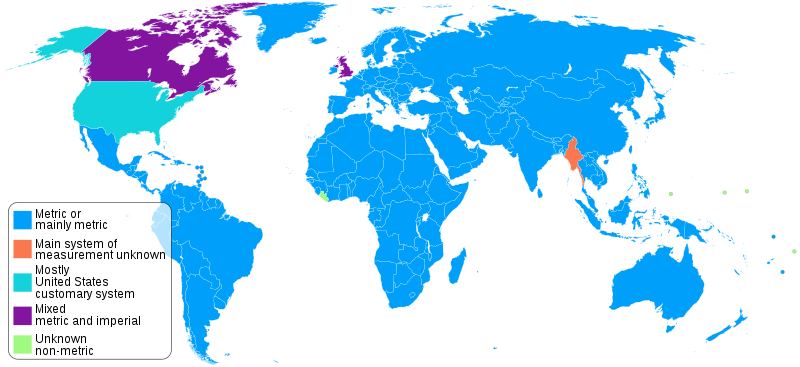 Metric or
mainly metric
Main system of
measurement unknown
Mostly
United States
customary system
Mixed
metric and imperial
Unknown
non-metric